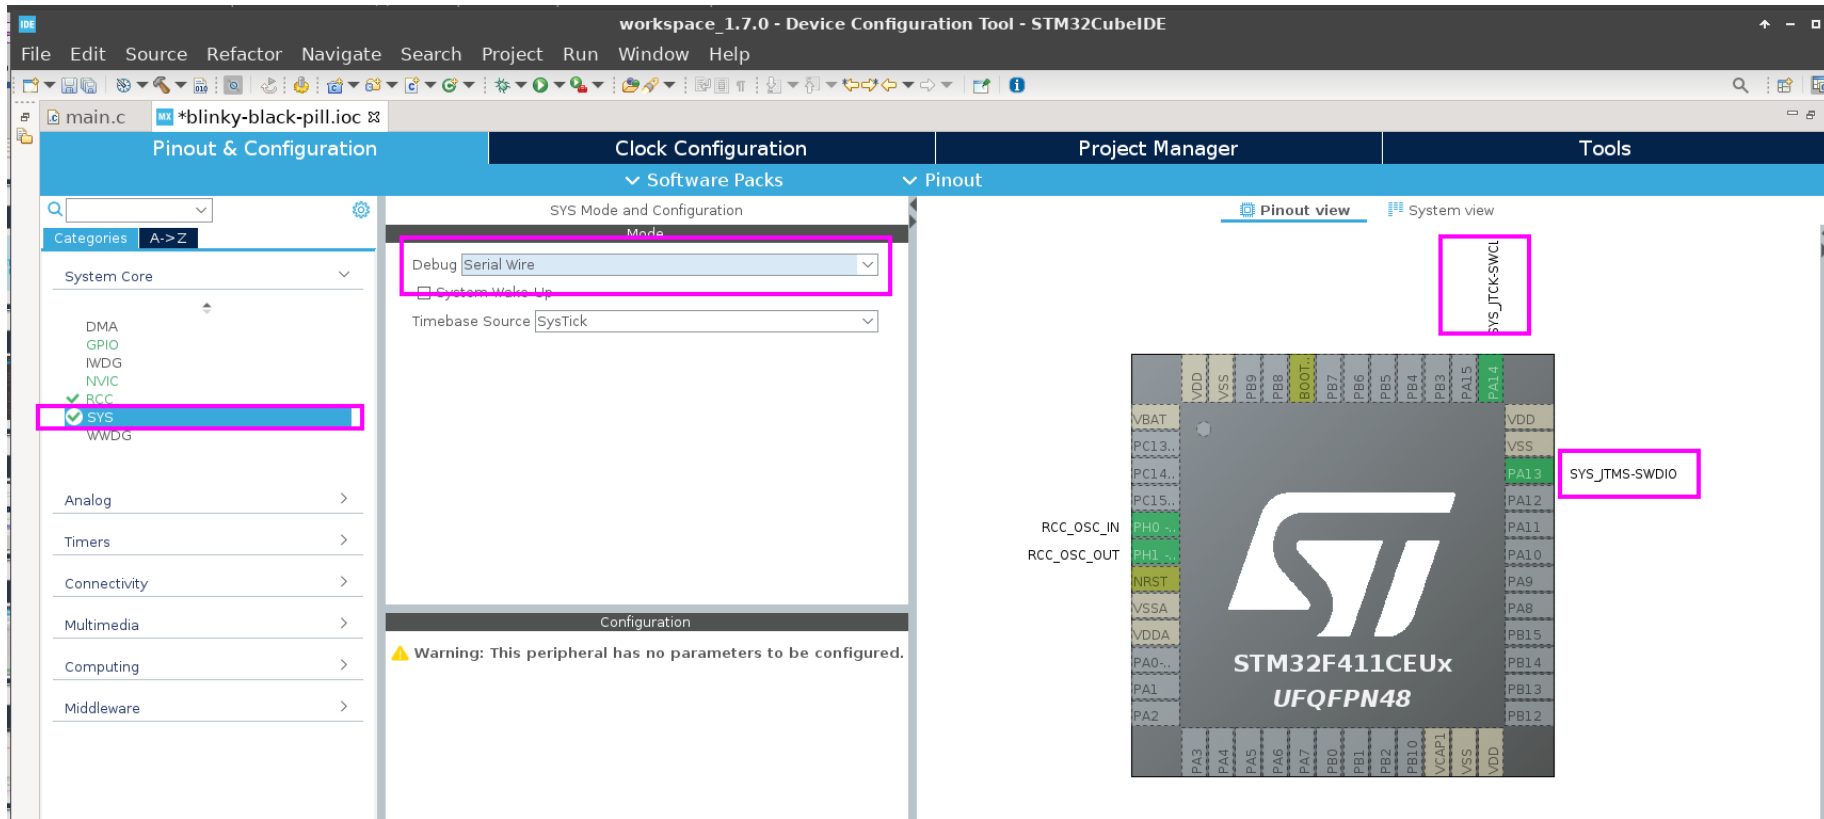 IDE
workspace_1.7.0 - Device Configuration Tool - STM32CubeIDE
File Edit Source Refactor Navigate Search Project Run Window Help
main.c
MX *blinky-black-pill.ioc
Pinout & Configuration
Clock Configuration
Project Manager
Tools
Software Packs
Pinout
Categories
A->Z
System Core
DMA
GPIO
IWDG
NVIC
RCC
SYS
WWDG
Analog
Timers
Connectivity
Multimedia
Computing
Middleware
SYS Mode and Configuration
Mode
Debug Serial Wire
System Wake-Up
Timebase Source SysTick
Configuration
Warning: This peripheral has no parameters to be configured.
Pinout view
System view
SYS_JTCK-SWCL
VDD
VSS
PB9
PB8
BOOT..
PB7
PB6
PB5
PB4
PB3
PA15
PA14
VBAT
PC13..
PC14..
PC15..
RCC_OSC_IN PH0 -..
RCC_OSC_OUT PH1 -..
NRST
VSSA
VDDA
PA0-..
PA1
PA2
VDD
VSS
PA13 SYS_JTMS-SWDIO
PA12
PA11
PA10
PA9
PA8
PB15
PB14
PB13
PB12
ST
STM32F411CEUx
UFQFPN48
PA3
PA4
PA5
PA6
PA7
PB0
PB1
PB2
PB10
VCAP1
VSS
VDD